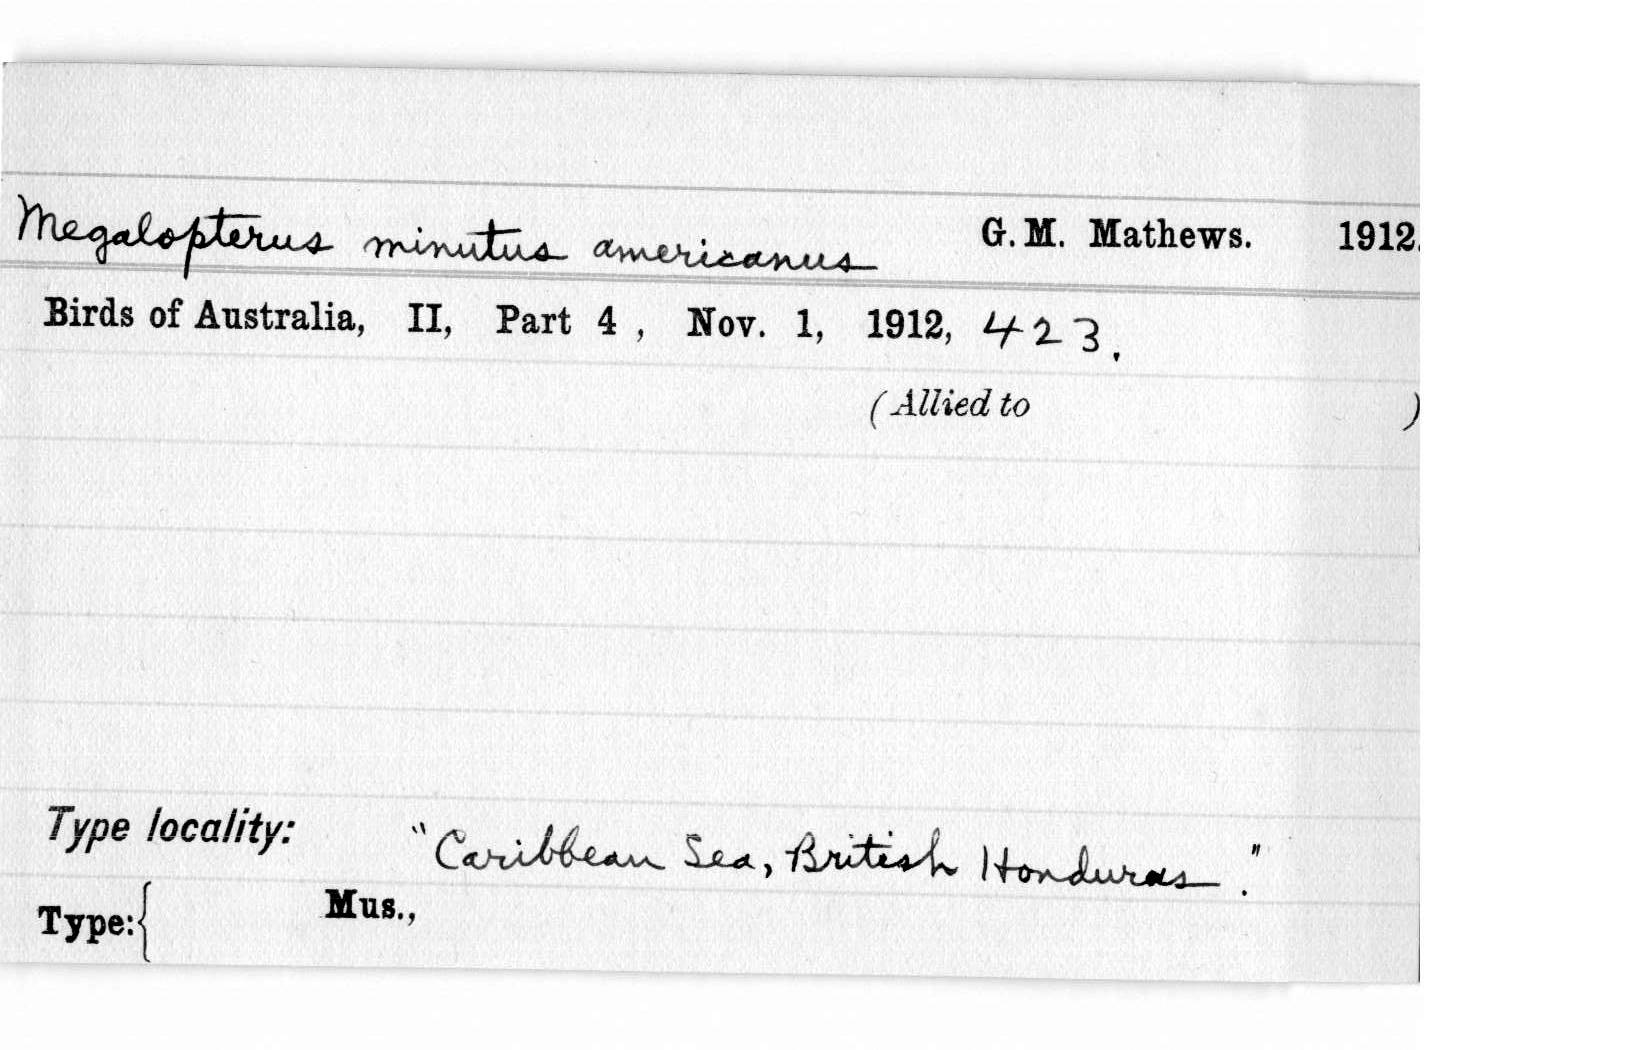 Megalopterus minutus americanus G. M. Mathews. 1912.
Birds of Australia, II, Part 4 , Nov. 1, 1912, 423.
(Allied to )
Type locality: "Caribbean Sea, British Honduras."
Type:{ Mus.,